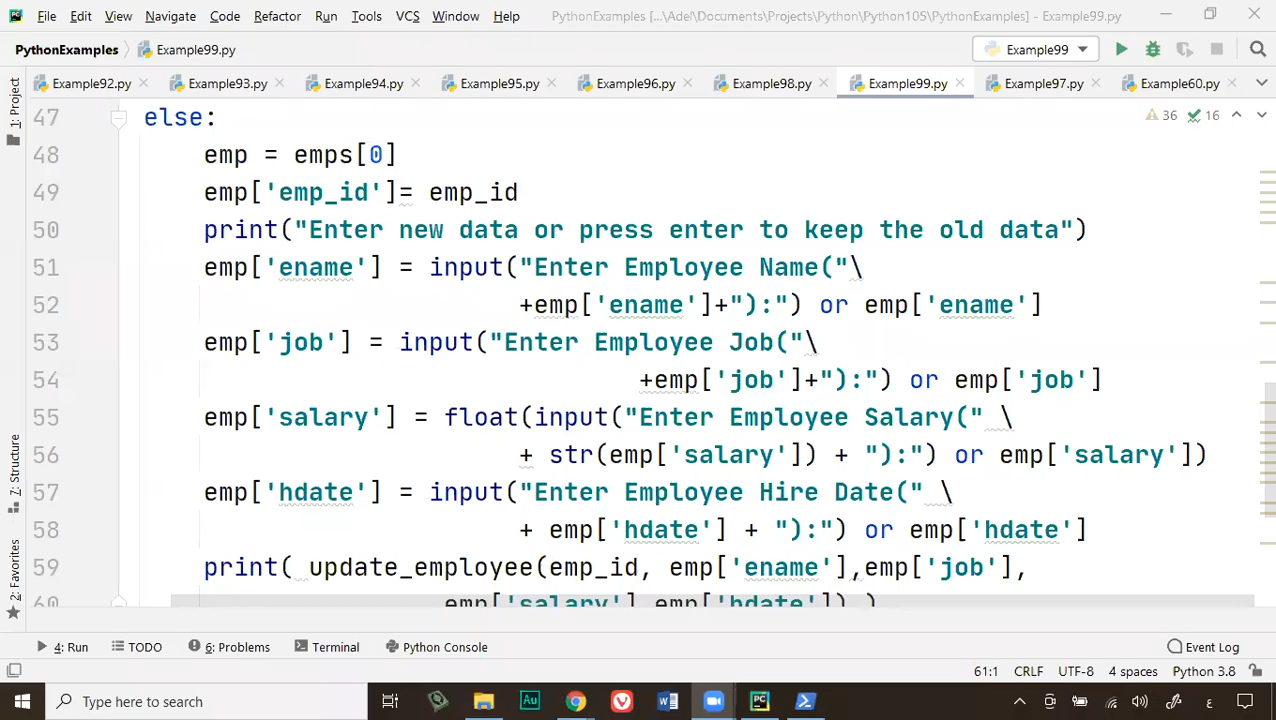 File Edit View Navigate Code Refactor Run Tools VCS Window Help PythonExamples [...\Adel\Documents\Projects\Python\Python105\PythonExamples] - Example99.py
PythonExamples Example99.py Example99
Example92.py Example93.py Example94.py Example95.py Example96.py Example98.py Example99.py Example97.py Example60.py
1: Project
36 16
47 else:
48 emp = emps[0]
49 emp['emp_id']= emp_id
50 print("Enter new data or press enter to keep the old data")
51 emp['ename'] = input("Enter Employee Name("\
52 +emp['ename']+"):") or emp['ename']
53 emp['job'] = input("Enter Employee Job("\
54 +emp['job']+"):") or emp['job']
55 emp['salary'] = float(input("Enter Employee Salary(" \
56 + str(emp['salary']) + "):") or emp['salary'])
57 emp['hdate'] = input("Enter Employee Hire Date(" \
58 + emp['hdate'] + "):") or emp['hdate']
59 print( update_employee(emp_id, emp['ename'],emp['job'],
60 emp['salary'],emp['hdate']) )
7: Structure
2: Favorites
4: Run TODO 6: Problems Terminal Python Console Event Log
61:1 CRLF UTF-8 4 spaces Python 3.8
Type here to search ع